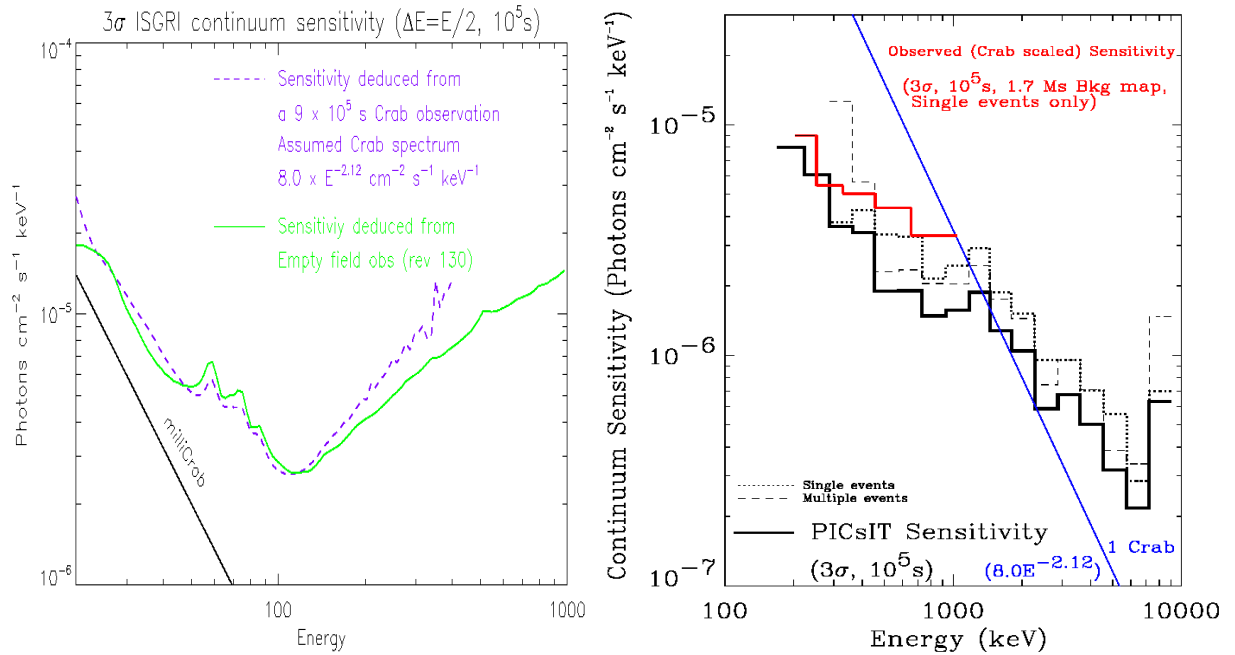 3σ ISGRI continuum sensitivity (ΔE=E/2, 10⁵s)
10⁻⁴
Sensitivity deduced from
a 9 × 10⁵ s Crab observation
Assumed Crab spectrum
8.0 × E⁻²·¹² cm⁻² s⁻¹ keV⁻¹
Sensitiviy deduced from
Empty field obs (rev 130)
Photons cm⁻² s⁻¹ keV⁻¹
10⁻⁵
milliCrab
10⁻⁶
100
1000
Energy
Observed (Crab scaled) Sensitivity
(3σ, 10⁵s, 1.7 Ms Bkg map,
Single events only)
Continuum Sensitivity (Photons cm⁻² s⁻¹ keV⁻¹)
10⁻⁵
10⁻⁶
10⁻⁷
Single events
Multiple events
PICsIT Sensitivity
(3σ, 10⁵s)
1 Crab
(8.0E⁻²·¹²)
100
1000
10000
Energy (keV)